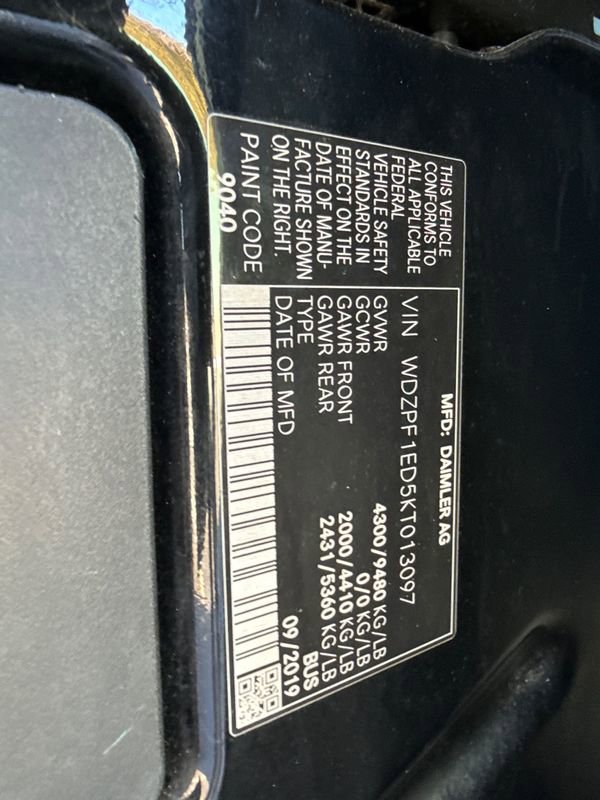 THIS VEHICLE
CONFORMS TO
ALL APPLICABLE
FEDERAL
VEHICLE SAFETY
STANDARDS IN
EFFECT ON THE
DATE OF MANU-
FACTURE SHOWN
ON THE RIGHT.
PAINT CODE
9040
MFD: DAIMLER AG
VIN WDZPF1ED5KT013097
GVWR 4300/9480 KG/LB
GCWR 0/0 KG/LB
GAWR FRONT 2000/4410 KG/LB
GAWR REAR 2431/5360 KG/LB
TYPE BUS
DATE OF MFD 09/2019